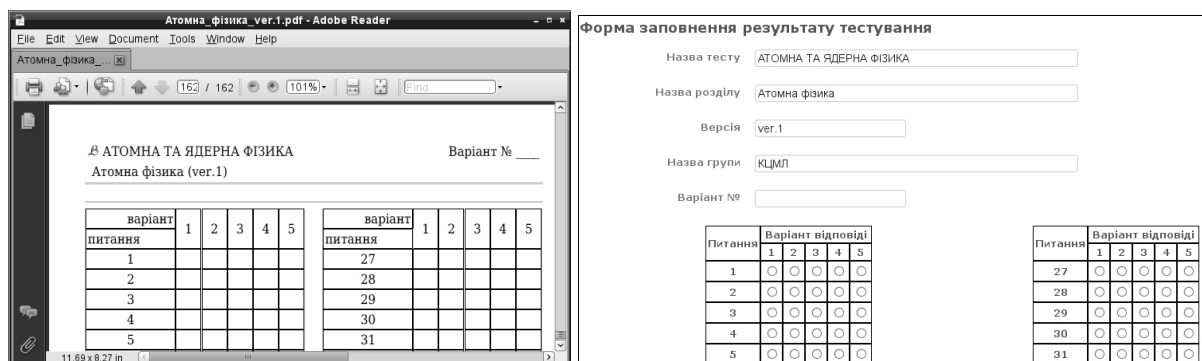 Атомна_фізика_ver.1.pdf - Adobe Reader
File Edit View Document Tools Window Help
Атомна_фізика_...
162 / 162 101% Find
АТОМНА ТА ЯДЕРНА ФІЗИКА Варіант № ____
Атомна фізика (ver.1)
варіант 1 2 3 4 5 варіант 1 2 3 4 5
питання питання
1 27
2 28
3 29
4 30
5 31
11.69 x 8.27 in
Форма заповнення результату тестування
Назва тесту АТОМНА ТА ЯДЕРНА ФІЗИКА
Назва розділу Атомна фізика
Версія ver.1
Назва групи КЦМЛ
Варіант №
Питання Варіант відповіді Питання Варіант відповіді
1 2 3 4 5 1 2 3 4 5
1 27
2 28
3 29
4 30
5 31